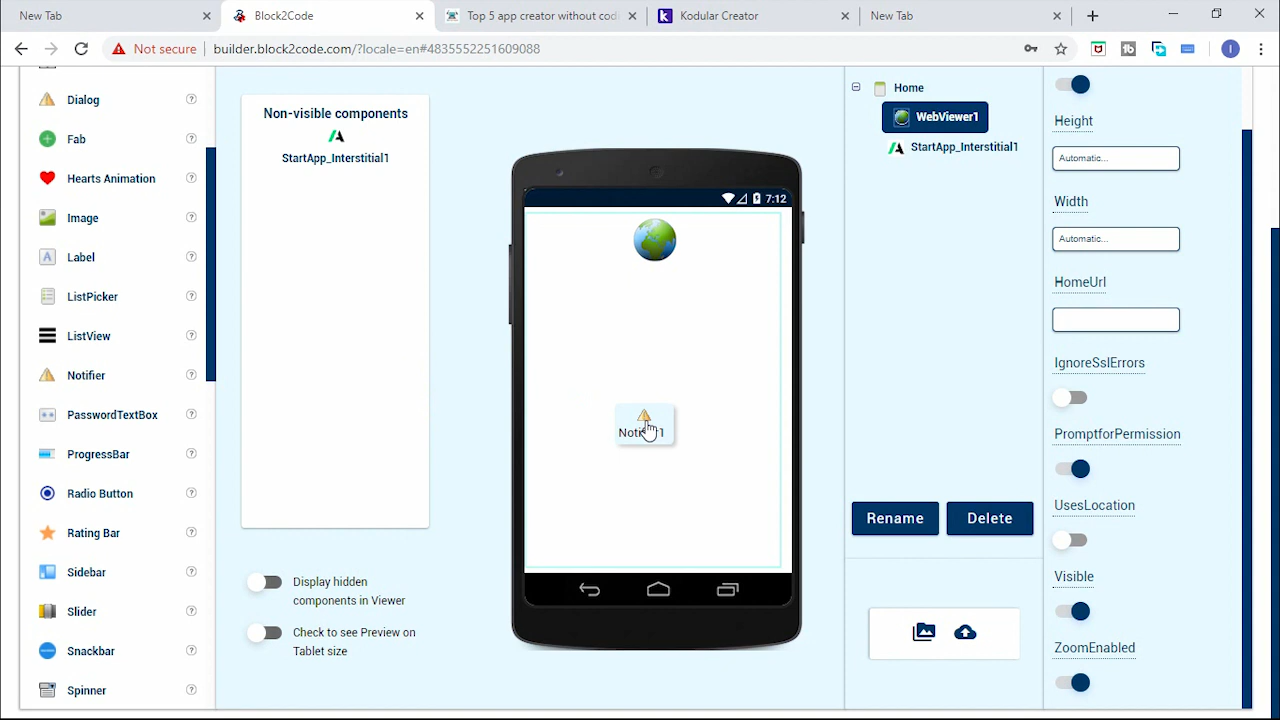 New Tab
Block2Code
Top 5 app creator without codi
Kodular Creator
New Tab
Not secure
builder.block2code.com/?locale=en#4835552251609088
Dialog
Fab
Hearts Animation
Image
Label
ListPicker
ListView
Notifier
PasswordTextBox
ProgressBar
Radio Button
Rating Bar
Sidebar
Slider
Snackbar
Spinner
Non-visible components
StartApp_Interstitial1
Display hidden
components in Viewer
Check to see Preview on
Tablet size
7:12
Home
WebViewer1
StartApp_Interstitial1
Rename
Delete
Height
Automatic...
Width
Automatic...
HomeUrl
IgnoreSslErrors
PromptforPermission
UsesLocation
Visible
ZoomEnabled